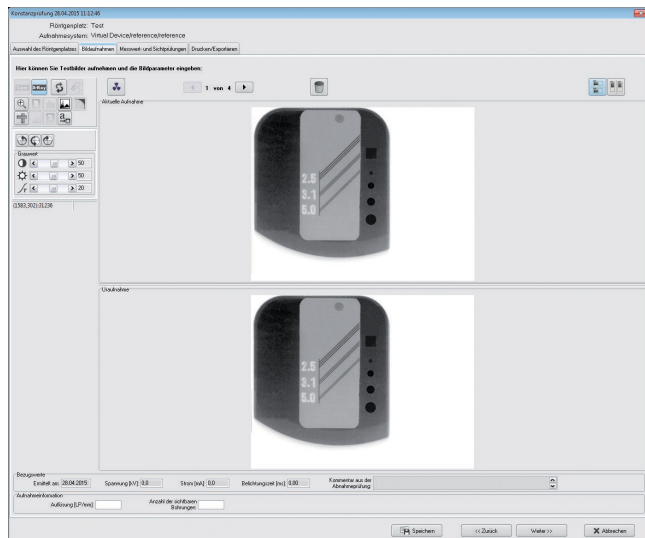 Konstanzprüfung 28.04.2015 11:12:46
Röntgenplatz: Test
Aufnahmesystem: Virtual Device/reference/reference
Auswahl des Röntgenplatzes Bildaufnahmen Messwert- und Sichtprüfungen Drucken/Exportieren
Hier können Sie Testbilder aufnehmen und die Bildparameter eingeben:
1 von 4
Aktuelle Aufnahme
Grauwert
50
50
20
(1583,302):31236
2.5
3.1
5.0
Uraufnahme
2.5
3.1
5.0
Bezugswerte
Ermittelt am: 28.04.2015 Spannung [kV]: 0,0 Strom [mA]: 0,0 Belichtungszeit [ms]: 0,00 Kommentar aus der Abnahmeprüfung:
Aufnahmeinformation
Auflösung [LP/mm]: Anzahl der sichtbaren Bohrungen:
Speichern << Zurück Weiter >> Abbrechen